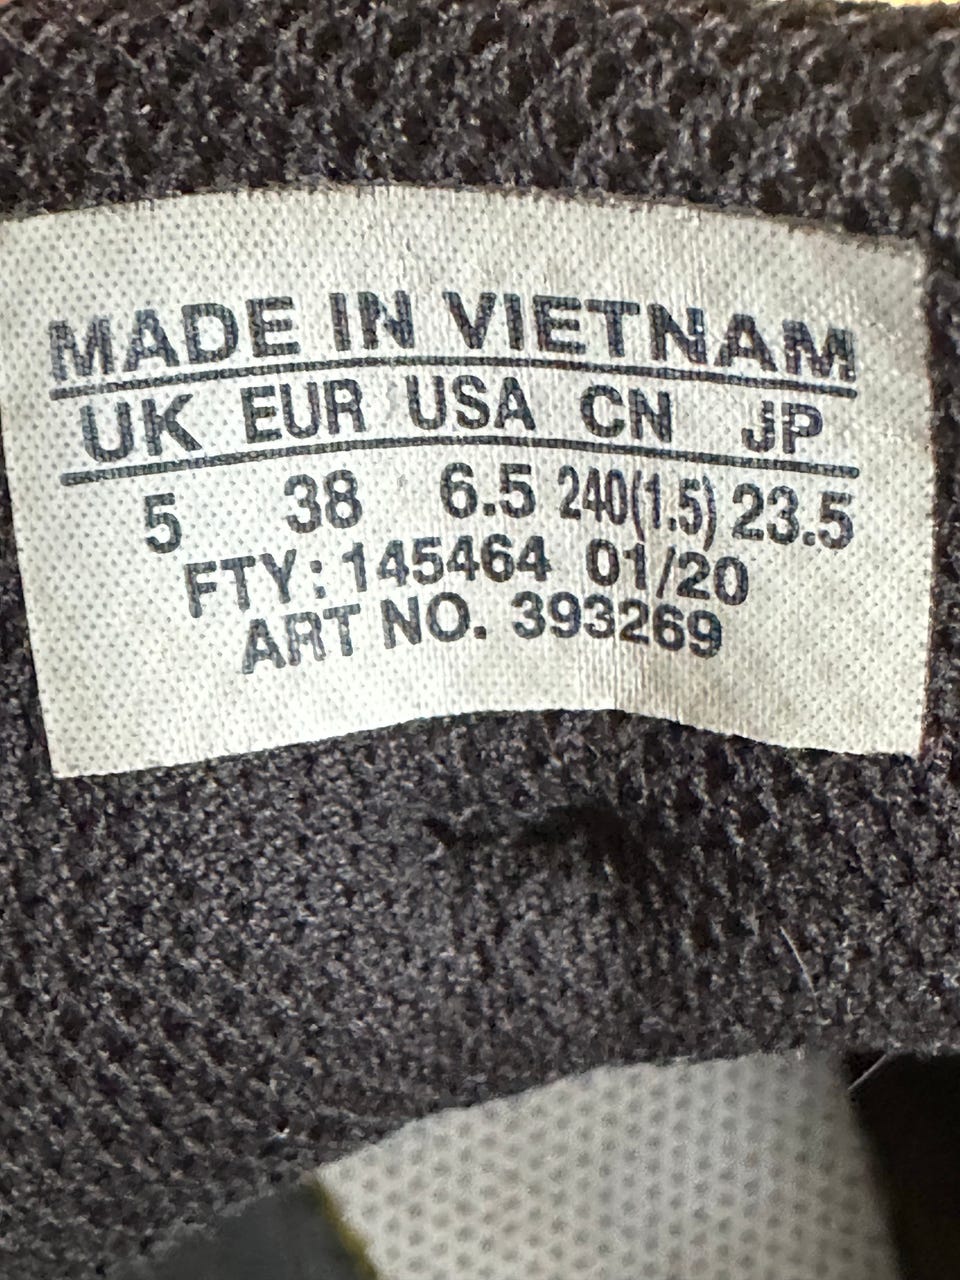 MADE IN VIETNAM
UK EUR USA CN JP
5 38 6.5 240(1.5) 23.5
FTY: 145464 01/20
ART NO. 393269